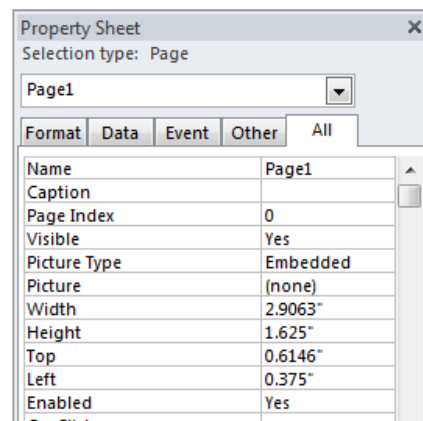 Property Sheet
Selection type: Page
Page1
Format Data Event Other All
Name Page1
Caption
Page Index 0
Visible Yes
Picture Type Embedded
Picture (none)
Width 2.9063"
Height 1.625"
Top 0.6146"
Left 0.375"
Enabled Yes